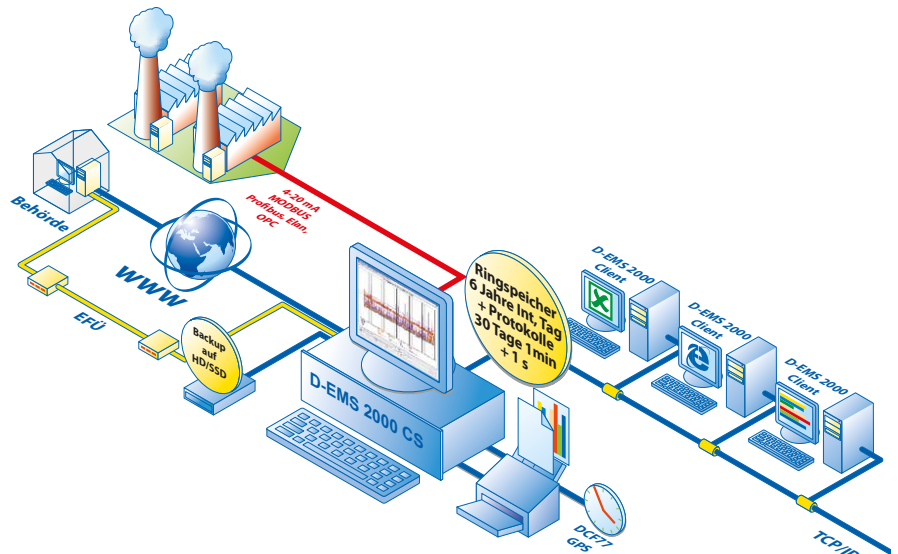 4-20 mA
MODBUS
Profibus, Elan,
OPC
Behörde
WWW
EFÜ
Backup
auf
HD/SSD
Ringspeicher
6 Jahre Int, Tag
+ Protokolle
30 Tage 1 min
+ 1 s
D-EMS 2000
Client
D-EMS 2000
Client
D-EMS 2000
Client
D-EMS 2000 CS
DCF77
GPS